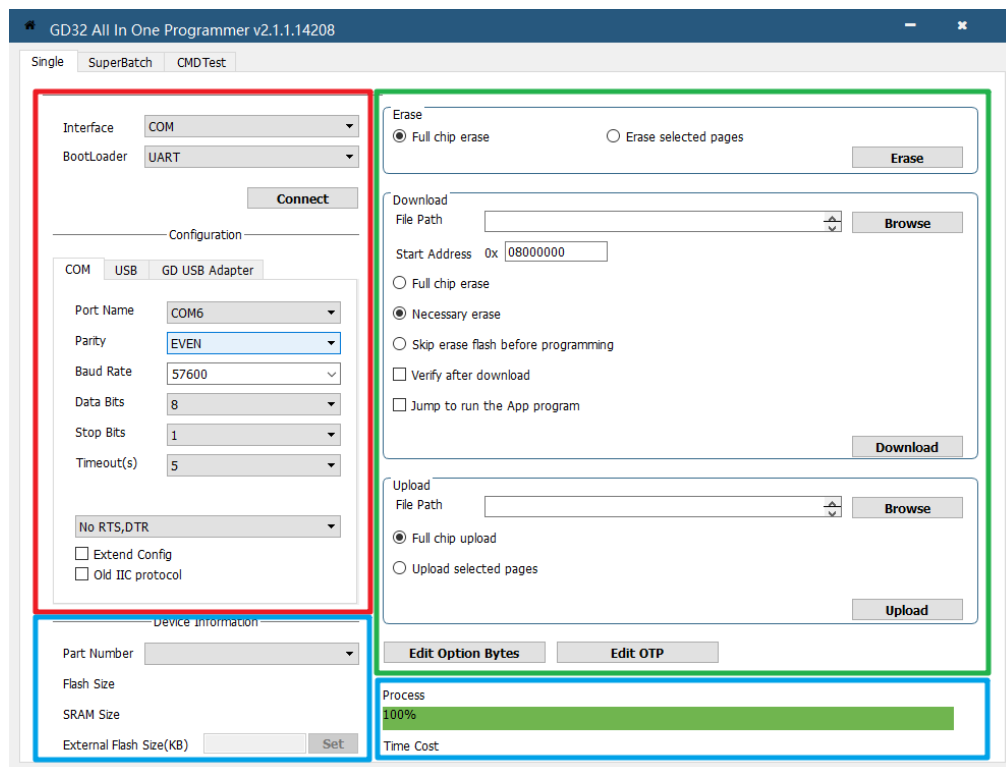 GD32 All In One Programmer v2.1.1.14208
Single SuperBatch CMDTest
Interface COM
BootLoader UART
Connect
Configuration
COM USB GD USB Adapter
Port Name COM6
Parity EVEN
Baud Rate 57600
Data Bits 8
Stop Bits 1
Timeout(s) 5
No RTS,DTR
Extend Config
Old IIC protocol
Device Information
Part Number
Flash Size
SRAM Size
External Flash Size(KB) Set
Erase
Full chip erase Erase selected pages
Erase
Download
File Path Browse
Start Address 0x 08000000
Full chip erase
Necessary erase
Skip erase flash before programming
Verify after download
Jump to run the App program
Download
Upload
File Path Browse
Full chip upload
Upload selected pages
Upload
Edit Option Bytes Edit OTP
Process
100%
Time Cost